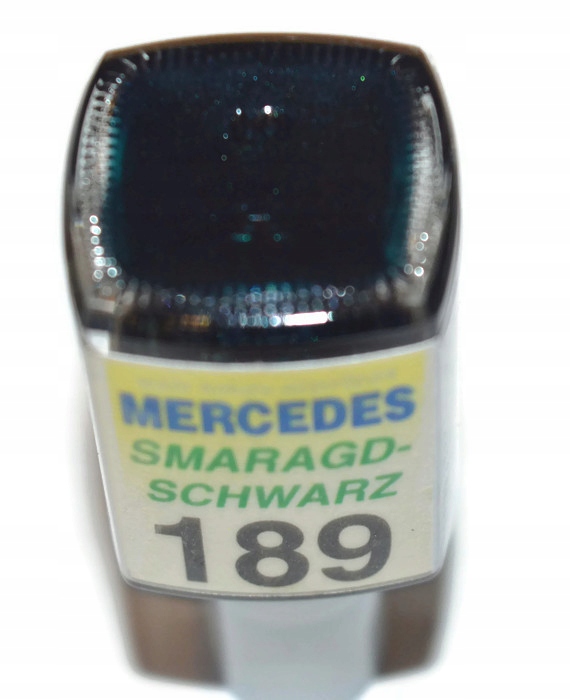 MERCEDES
SMARAGD-
SCHWARZ
189